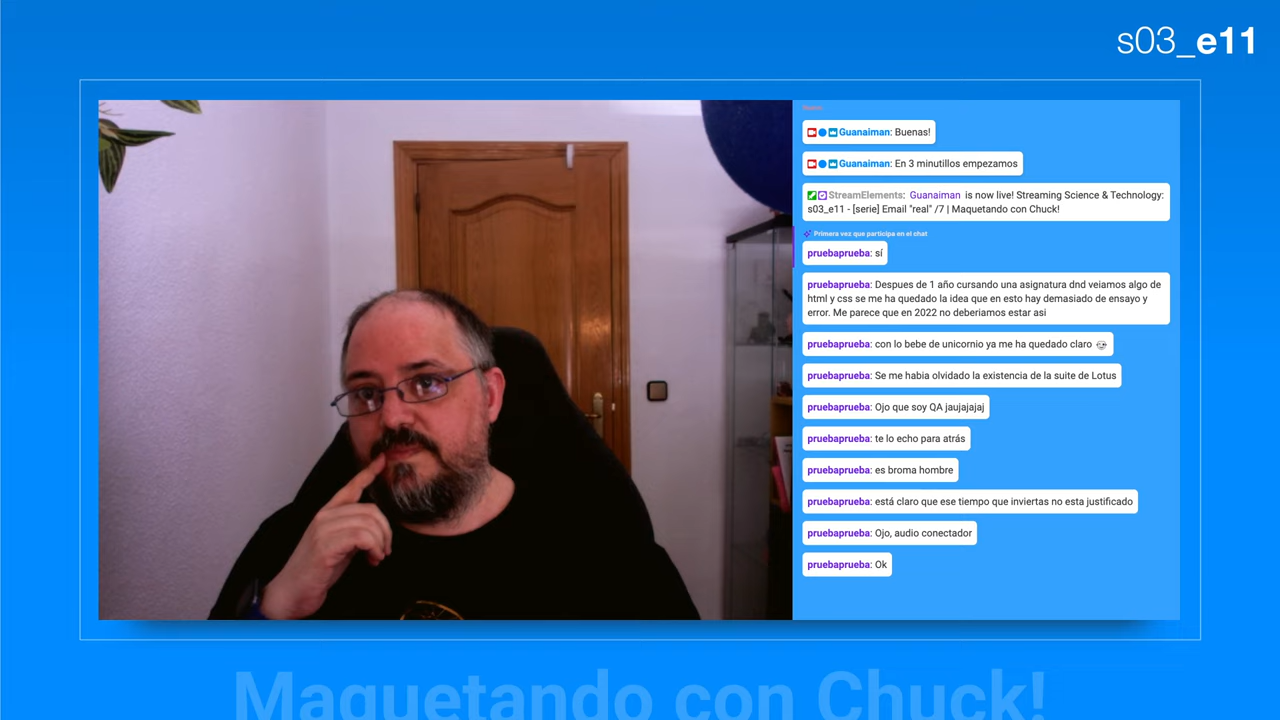 s03_e11
Guanaiman: Buenas!
Guanaiman: En 3 minutillos empezamos
StreamElements: Guanaiman is now live! Streaming Science & Technology:
s03_e11 - [serie] Email "real" /7 | Maquetando con Chuck!
Primera vez que participa en el chat
pruebaprueba: sí
pruebaprueba: Despues de 1 año cursando una asignatura dnd veiamos algo de
html y css se me ha quedado la idea que en esto hay demasiado de ensayo y
error. Me parece que en 2022 no deberiamos estar asi
pruebaprueba: con lo bebe de unicornio ya me ha quedado claro
pruebaprueba: Se me habia olvidado la existencia de la suite de Lotus
pruebaprueba: Ojo que soy QA jaujajajaj
pruebaprueba: te lo echo para atrás
pruebaprueba: es broma hombre
pruebaprueba: está claro que ese tiempo que inviertas no esta justificado
pruebaprueba: Ojo, audio conectador
pruebaprueba: Ok
Maquetando con Chuck!